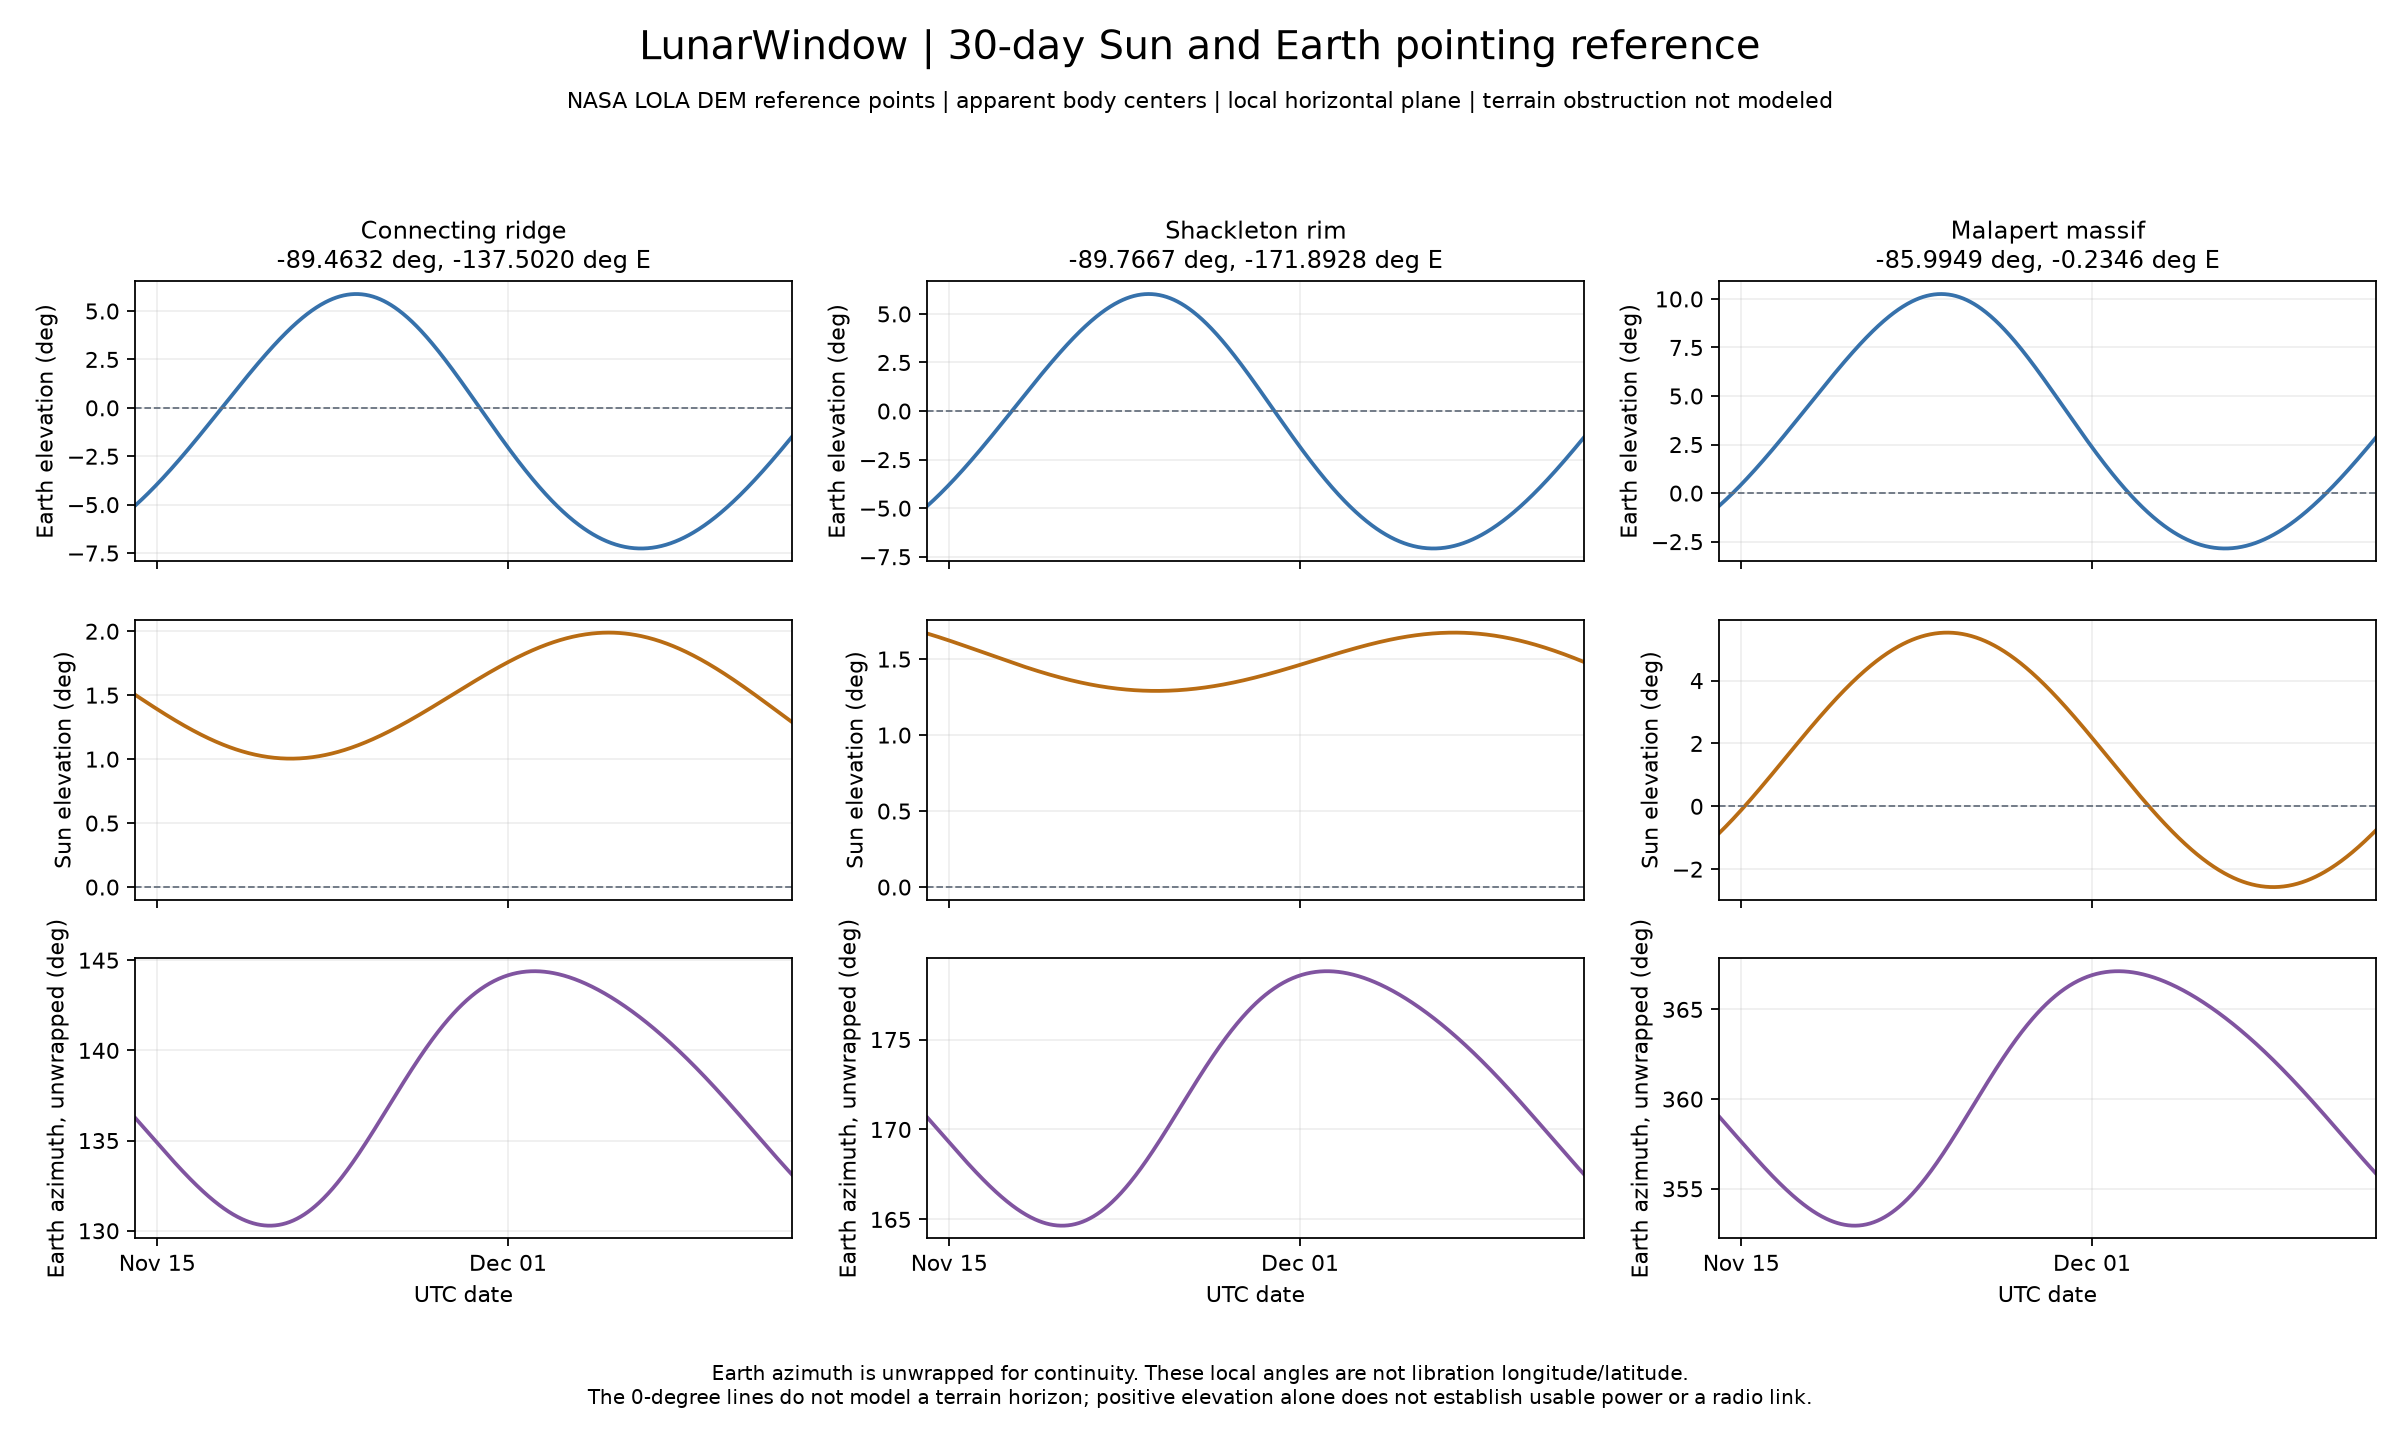 LunarWindow | 30-day Sun and Earth pointing reference
NASA LOLA DEM reference points | apparent body centers | local horizontal plane | terrain obstruction not modeled
Connecting ridge
-89.4632 deg, -137.5020 deg E
Shackleton rim
-89.7667 deg, -171.8928 deg E
Malapert massif
-85.9949 deg, -0.2346 deg E
Earth elevation (deg)
5.0
2.5
0.0
−2.5
−5.0
−7.5
Earth elevation (deg)
5.0
2.5
0.0
−2.5
−5.0
−7.5
Earth elevation (deg)
10.0
7.5
5.0
2.5
0.0
−2.5
Sun elevation (deg)
2.0
1.5
1.0
0.5
0.0
Sun elevation (deg)
1.5
1.0
0.5
0.0
Sun elevation (deg)
4
2
0
−2
Earth azimuth, unwrapped (deg)
145
140
135
130
Nov 15
Dec 01
UTC date
Earth azimuth, unwrapped (deg)
175
170
165
Nov 15
Dec 01
UTC date
Earth azimuth, unwrapped (deg)
365
360
355
Nov 15
Dec 01
UTC date
Earth azimuth is unwrapped for continuity. These local angles are not libration longitude/latitude.
The 0-degree lines do not model a terrain horizon; positive elevation alone does not establish usable power or a radio link.